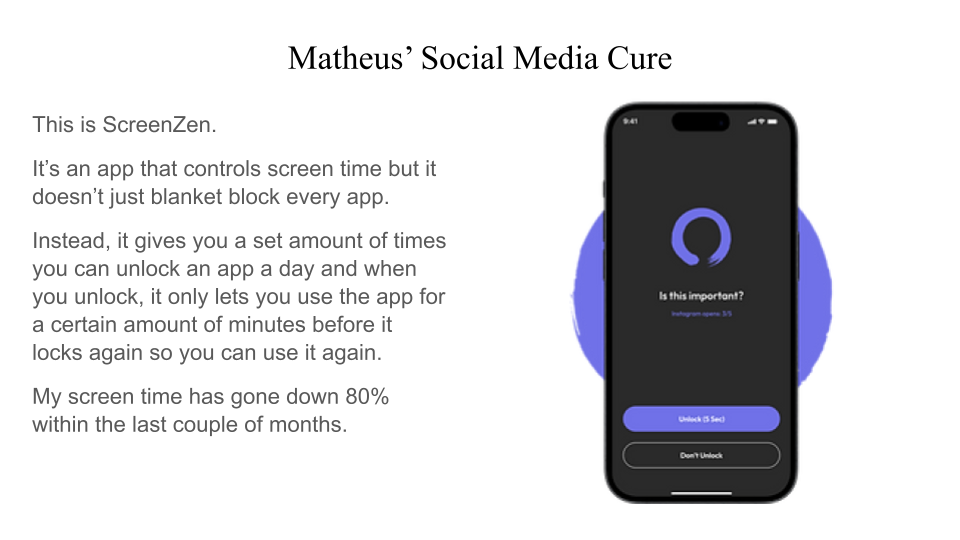 Matheus’ Social Media Cure
This is ScreenZen.
It’s an app that controls screen time but it
doesn’t just blanket block every app.
Instead, it gives you a set amount of times
you can unlock an app a day and when
you unlock, it only lets you use the app for
a certain amount of minutes before it
locks again so you can use it again.
My screen time has gone down 80%
within the last couple of months.
9:41
Is this important?
Instagram opens: 3/5
Unlock (5 Sec)
Don't Unlock